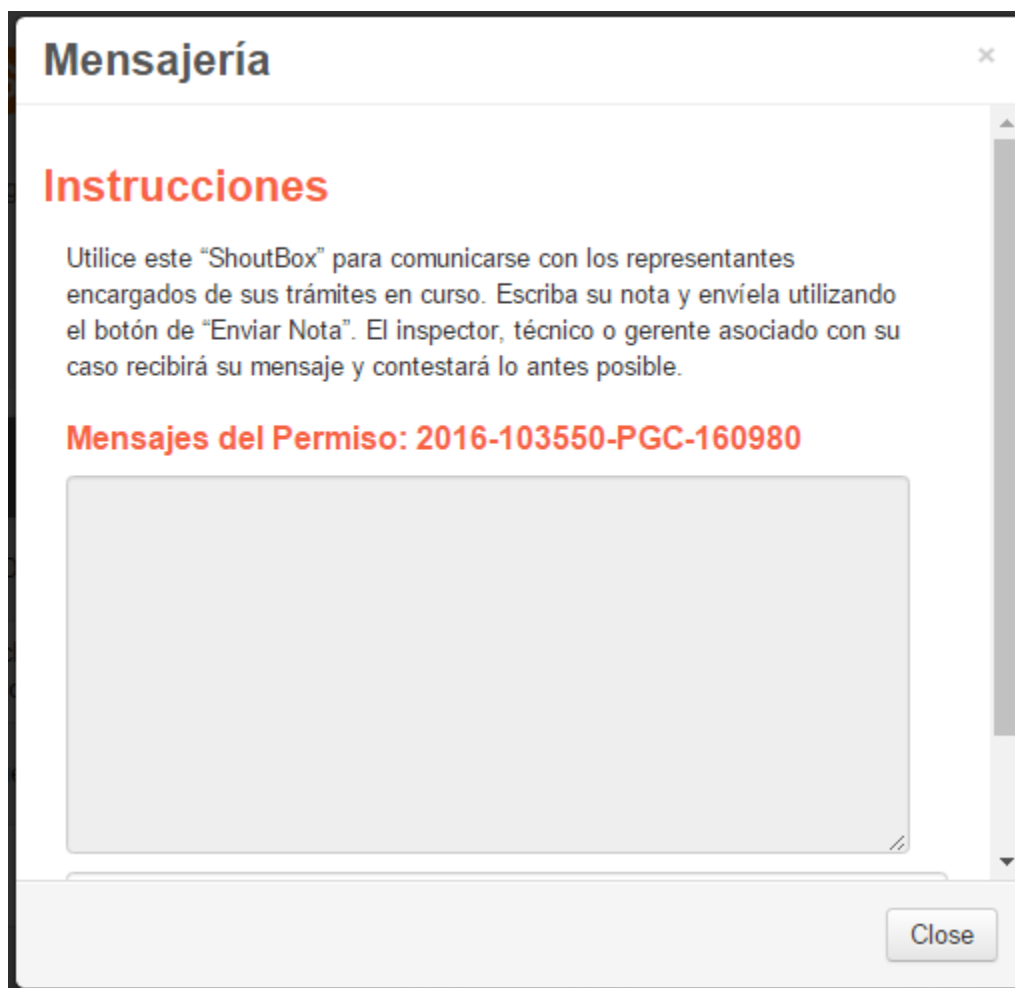 Mensajería
×
Instrucciones
Utilice este “ShoutBox” para comunicarse con los representantes
encargados de sus trámites en curso. Escriba su nota y envíela utilizando
el botón de “Enviar Nota”. El inspector, técnico o gerente asociado con su
caso recibirá su mensaje y contestará lo antes posible.
Mensajes del Permiso: 2016-103550-PGC-160980
Close